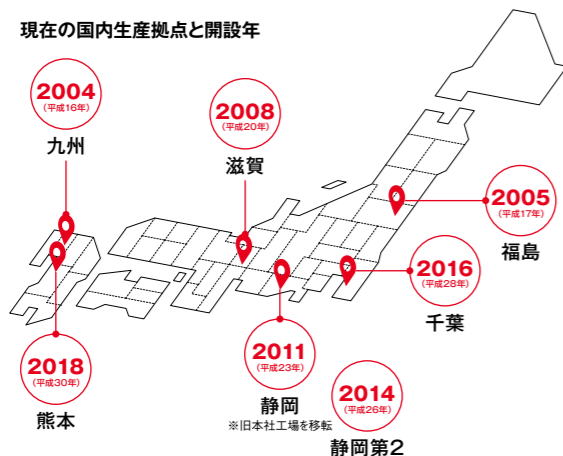 現在の国内生産拠点と開設年
2004
(平成16年)
九州
2008
(平成20年)
滋賀
2005
(平成17年)
福島
2016
(平成28年)
千葉
2018
(平成30年)
熊本
2011
(平成23年)
静岡
※旧本社工場を移転
2014
(平成26年)
静岡第2